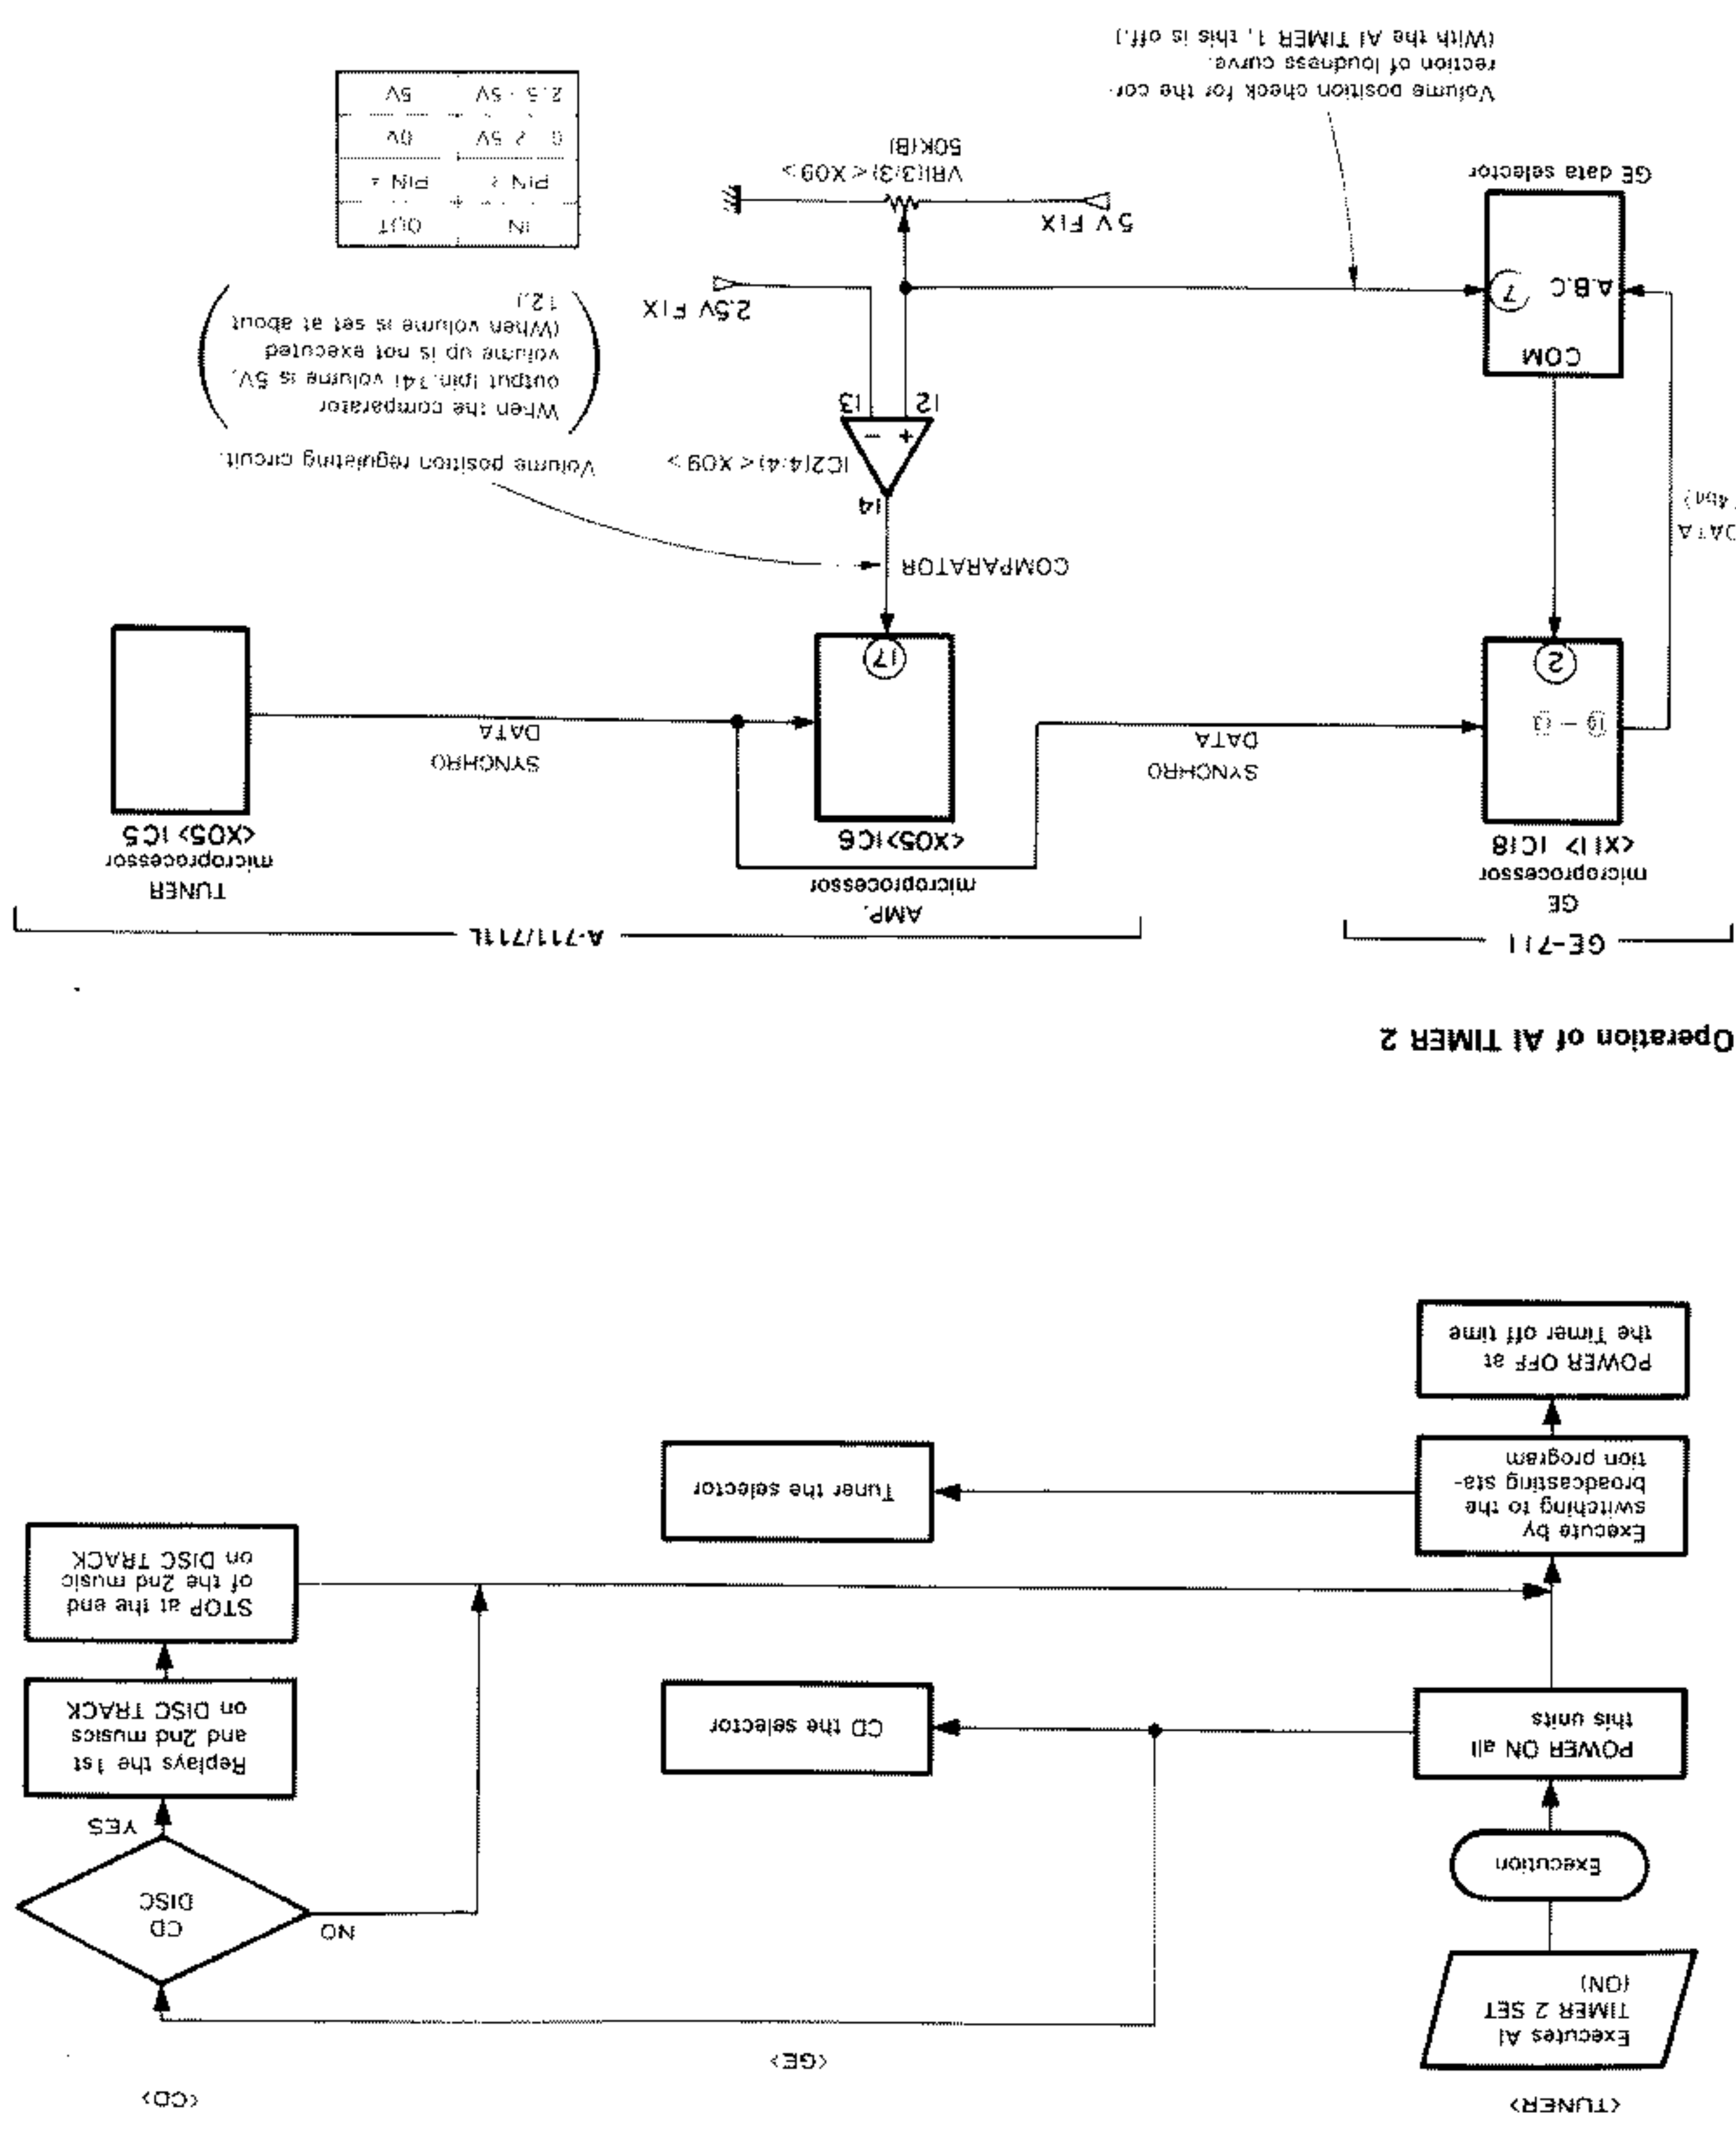 <TUNER>
<GE>
<CD>
Executes AI
TIMER 2 SET
(ON)
Execution
POWER ON all
this units
CD the selector
CD
DISC
NO
YES
Replays the 1st
and 2nd musics
on DISC TRACK
STOP at the end
of the 2nd music
on DISC TRACK
Execute by
switching to the
broadcasting sta-
tion program
Tuner the selector
POWER OFF at
the Timer off time
Operation of AI TIMER 2
GE-711
A-711/711L
GE
microprocessor
<X11> IC18
AMP.
microprocessor
<X05>IC6
TUNER
microprocessor
<X05>IC5
SYNCHRO
DATA
SYNCHRO
DATA
2
17
DATA
COMPARATOR
14
IC2(4/4)<X09>
+ −
12 13
Volume position regulating circuit.
When the comparator
output (pin.14) volume is 5V,
volume up is not executed
(When volume is set at about
12.)
COM
A.B.C
7
GE data selector
2.5V FIX
5V FIX
VR1(3/3)<X09>
50K(B)
IN OUT
PIN PIN
0 2.5V 0V
2.5 - 5V 5V
Volume position check for the cor-
rection of loudness curve.
(With the AI TIMER 1, this is off.)